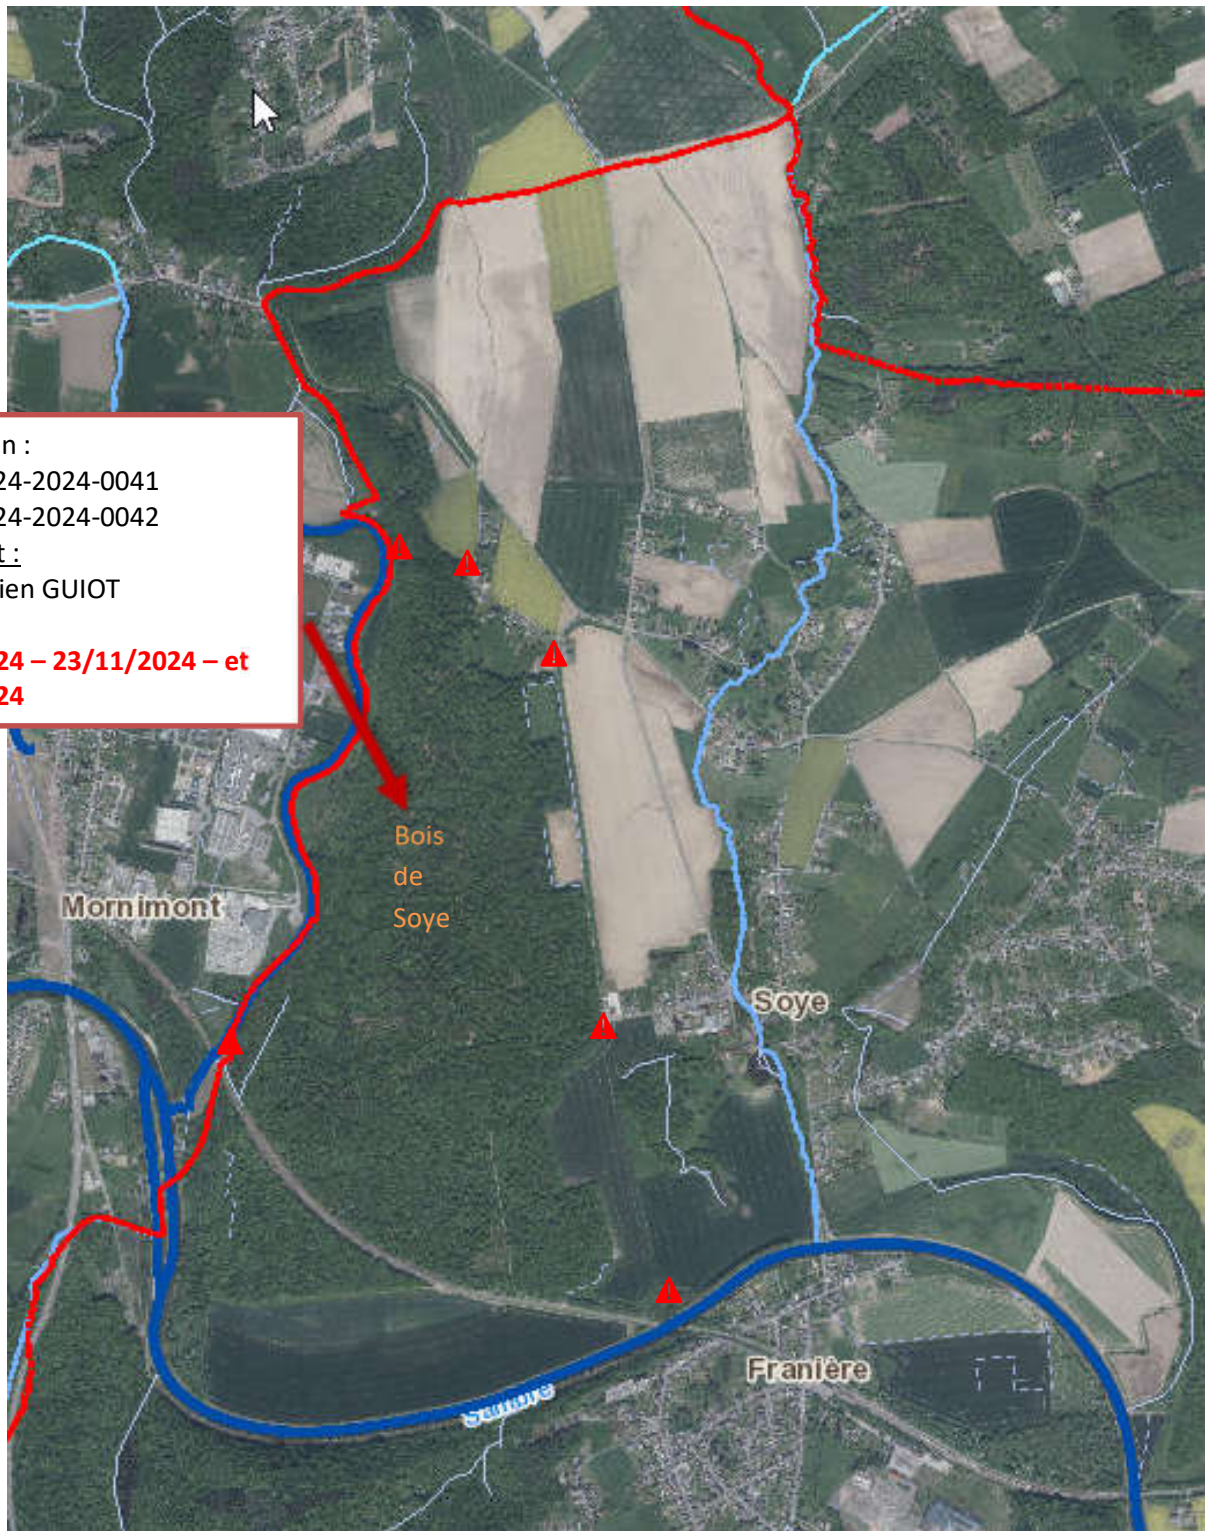 n :
24-2024-0041
24-2024-0042
t :
ien GUIOT
24 – 23/11/2024 – et
24
Bois
de
Soye
Mornimont
Soye
Franière
Sambre